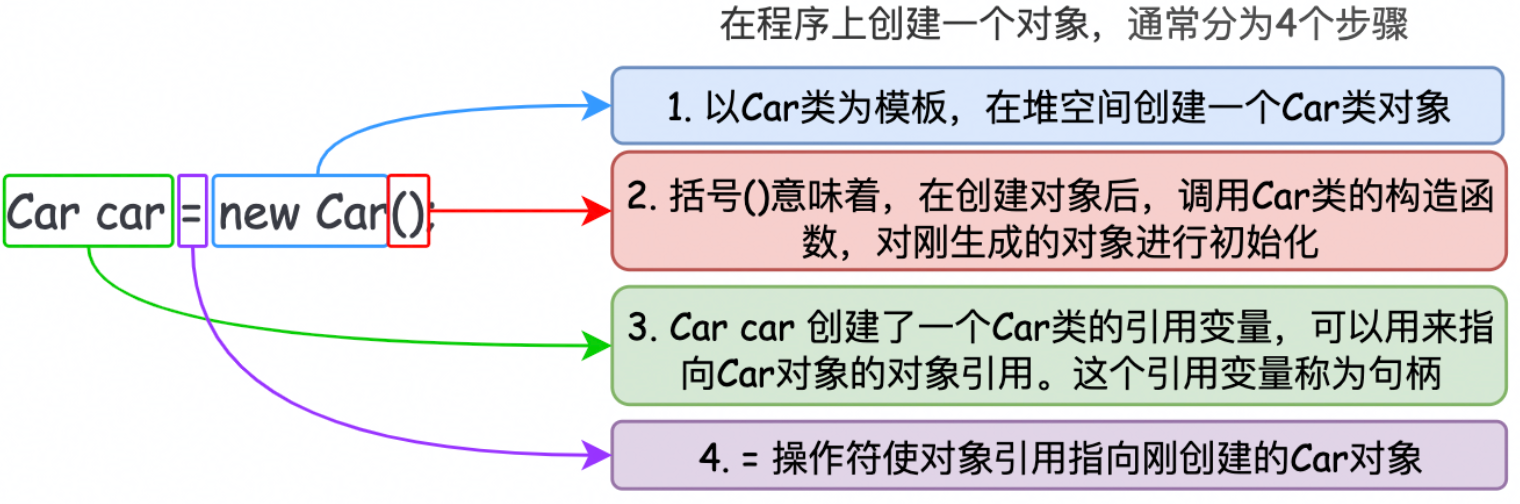 在程序上创建一个对象，通常分为4个步骤
1. 以Car类为模板，在堆空间创建一个Car类对象
Car car = new Car();
2. 括号()意味着，在创建对象后，调用Car类的构造函
数，对刚生成的对象进行初始化
3. Car car 创建了一个Car类的引用变量，可以用来指
向Car对象的对象引用。这个引用变量称为句柄
4. = 操作符使对象引用指向刚创建的Car对象